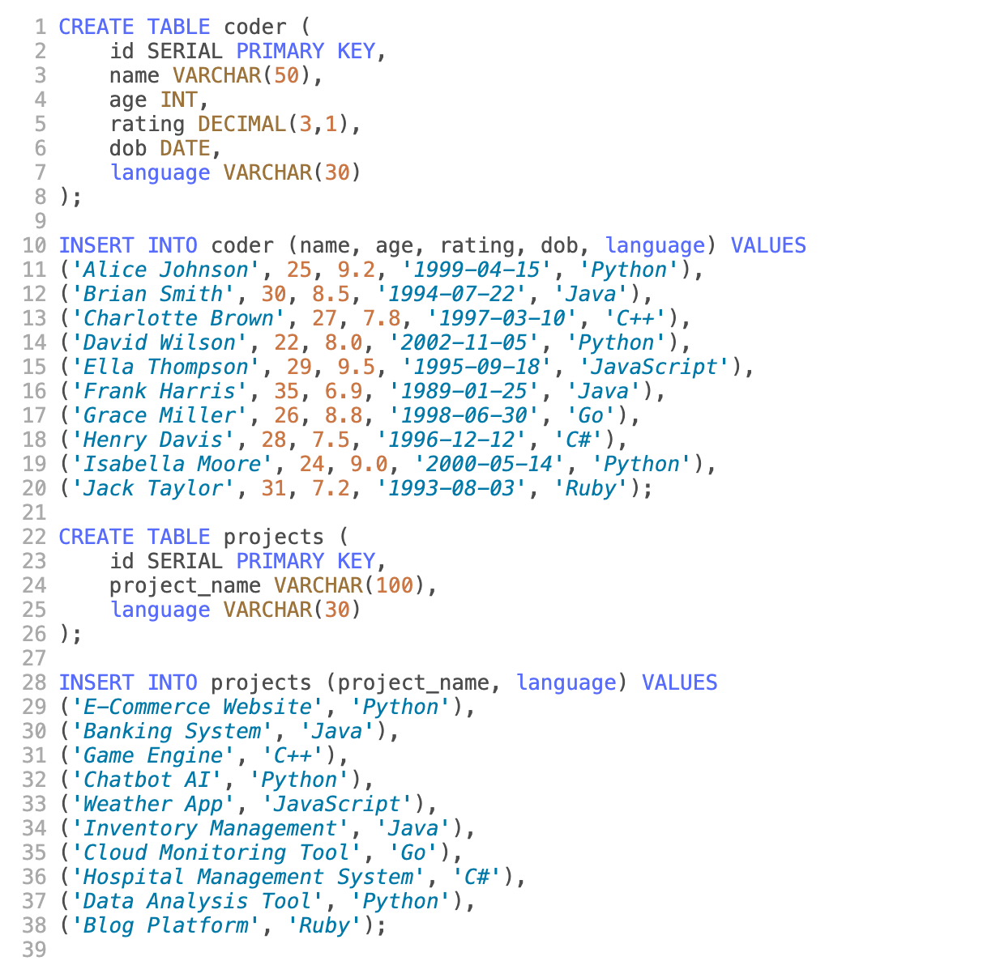 1 CREATE TABLE coder (
2     id SERIAL PRIMARY KEY,
3     name VARCHAR(50),
4     age INT,
5     rating DECIMAL(3,1),
6     dob DATE,
7     language VARCHAR(30)
8 );
9
10 INSERT INTO coder (name, age, rating, dob, language) VALUES
11 ('Alice Johnson', 25, 9.2, '1999-04-15', 'Python'),
12 ('Brian Smith', 30, 8.5, '1994-07-22', 'Java'),
13 ('Charlotte Brown', 27, 7.8, '1997-03-10', 'C++'),
14 ('David Wilson', 22, 8.0, '2002-11-05', 'Python'),
15 ('Ella Thompson', 29, 9.5, '1995-09-18', 'JavaScript'),
16 ('Frank Harris', 35, 6.9, '1989-01-25', 'Java'),
17 ('Grace Miller', 26, 8.8, '1998-06-30', 'Go'),
18 ('Henry Davis', 28, 7.5, '1996-12-12', 'C#'),
19 ('Isabella Moore', 24, 9.0, '2000-05-14', 'Python'),
20 ('Jack Taylor', 31, 7.2, '1993-08-03', 'Ruby');
21
22 CREATE TABLE projects (
23     id SERIAL PRIMARY KEY,
24     project_name VARCHAR(100),
25     language VARCHAR(30)
26 );
27
28 INSERT INTO projects (project_name, language) VALUES
29 ('E-Commerce Website', 'Python'),
30 ('Banking System', 'Java'),
31 ('Game Engine', 'C++'),
32 ('Chatbot AI', 'Python'),
33 ('Weather App', 'JavaScript'),
34 ('Inventory Management', 'Java'),
35 ('Cloud Monitoring Tool', 'Go'),
36 ('Hospital Management System', 'C#'),
37 ('Data Analysis Tool', 'Python'),
38 ('Blog Platform', 'Ruby');
39